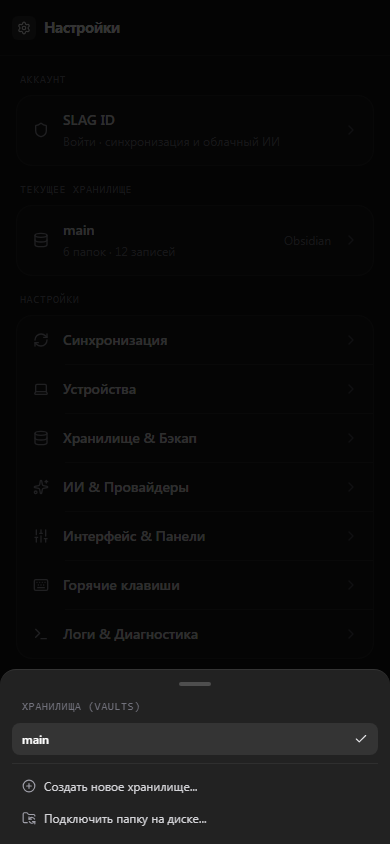 Настройки
АККАУНТ
SLAG ID
Войти · синхронизация и облачный ИИ
ТЕКУЩЕЕ ХРАНИЛИЩЕ
main
6 папок · 12 записей
Obsidian
НАСТРОЙКИ
Синхронизация
Устройства
Хранилище & Бэкап
ИИ & Провайдеры
Интерфейс & Панели
Горячие клавиши
Логи & Диагностика
ХРАНИЛИЩА (VAULTS)
main
Создать новое хранилище...
Подключить папку на диске...